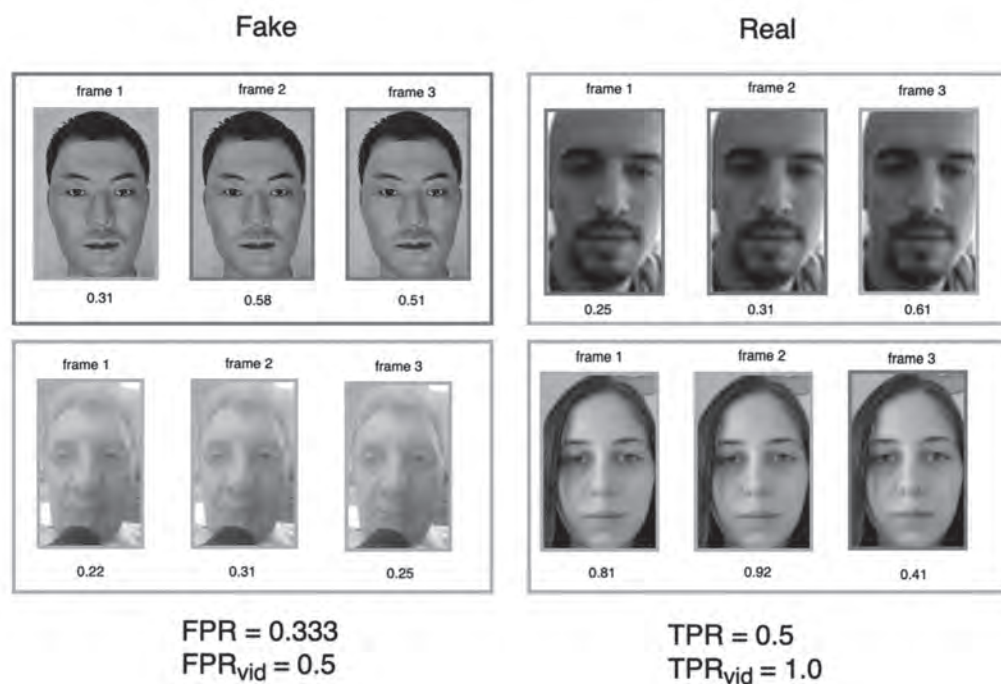 Fake
Real
frame 1 frame 2 frame 3
0.31 0.58 0.51
frame 1 frame 2 frame 3
0.25 0.31 0.61
frame 1 frame 2 frame 3
0.22 0.31 0.25
frame 1 frame 2 frame 3
0.81 0.92 0.41
FPR = 0.333
FPRvid = 0.5
TPR = 0.5
TPRvid = 1.0